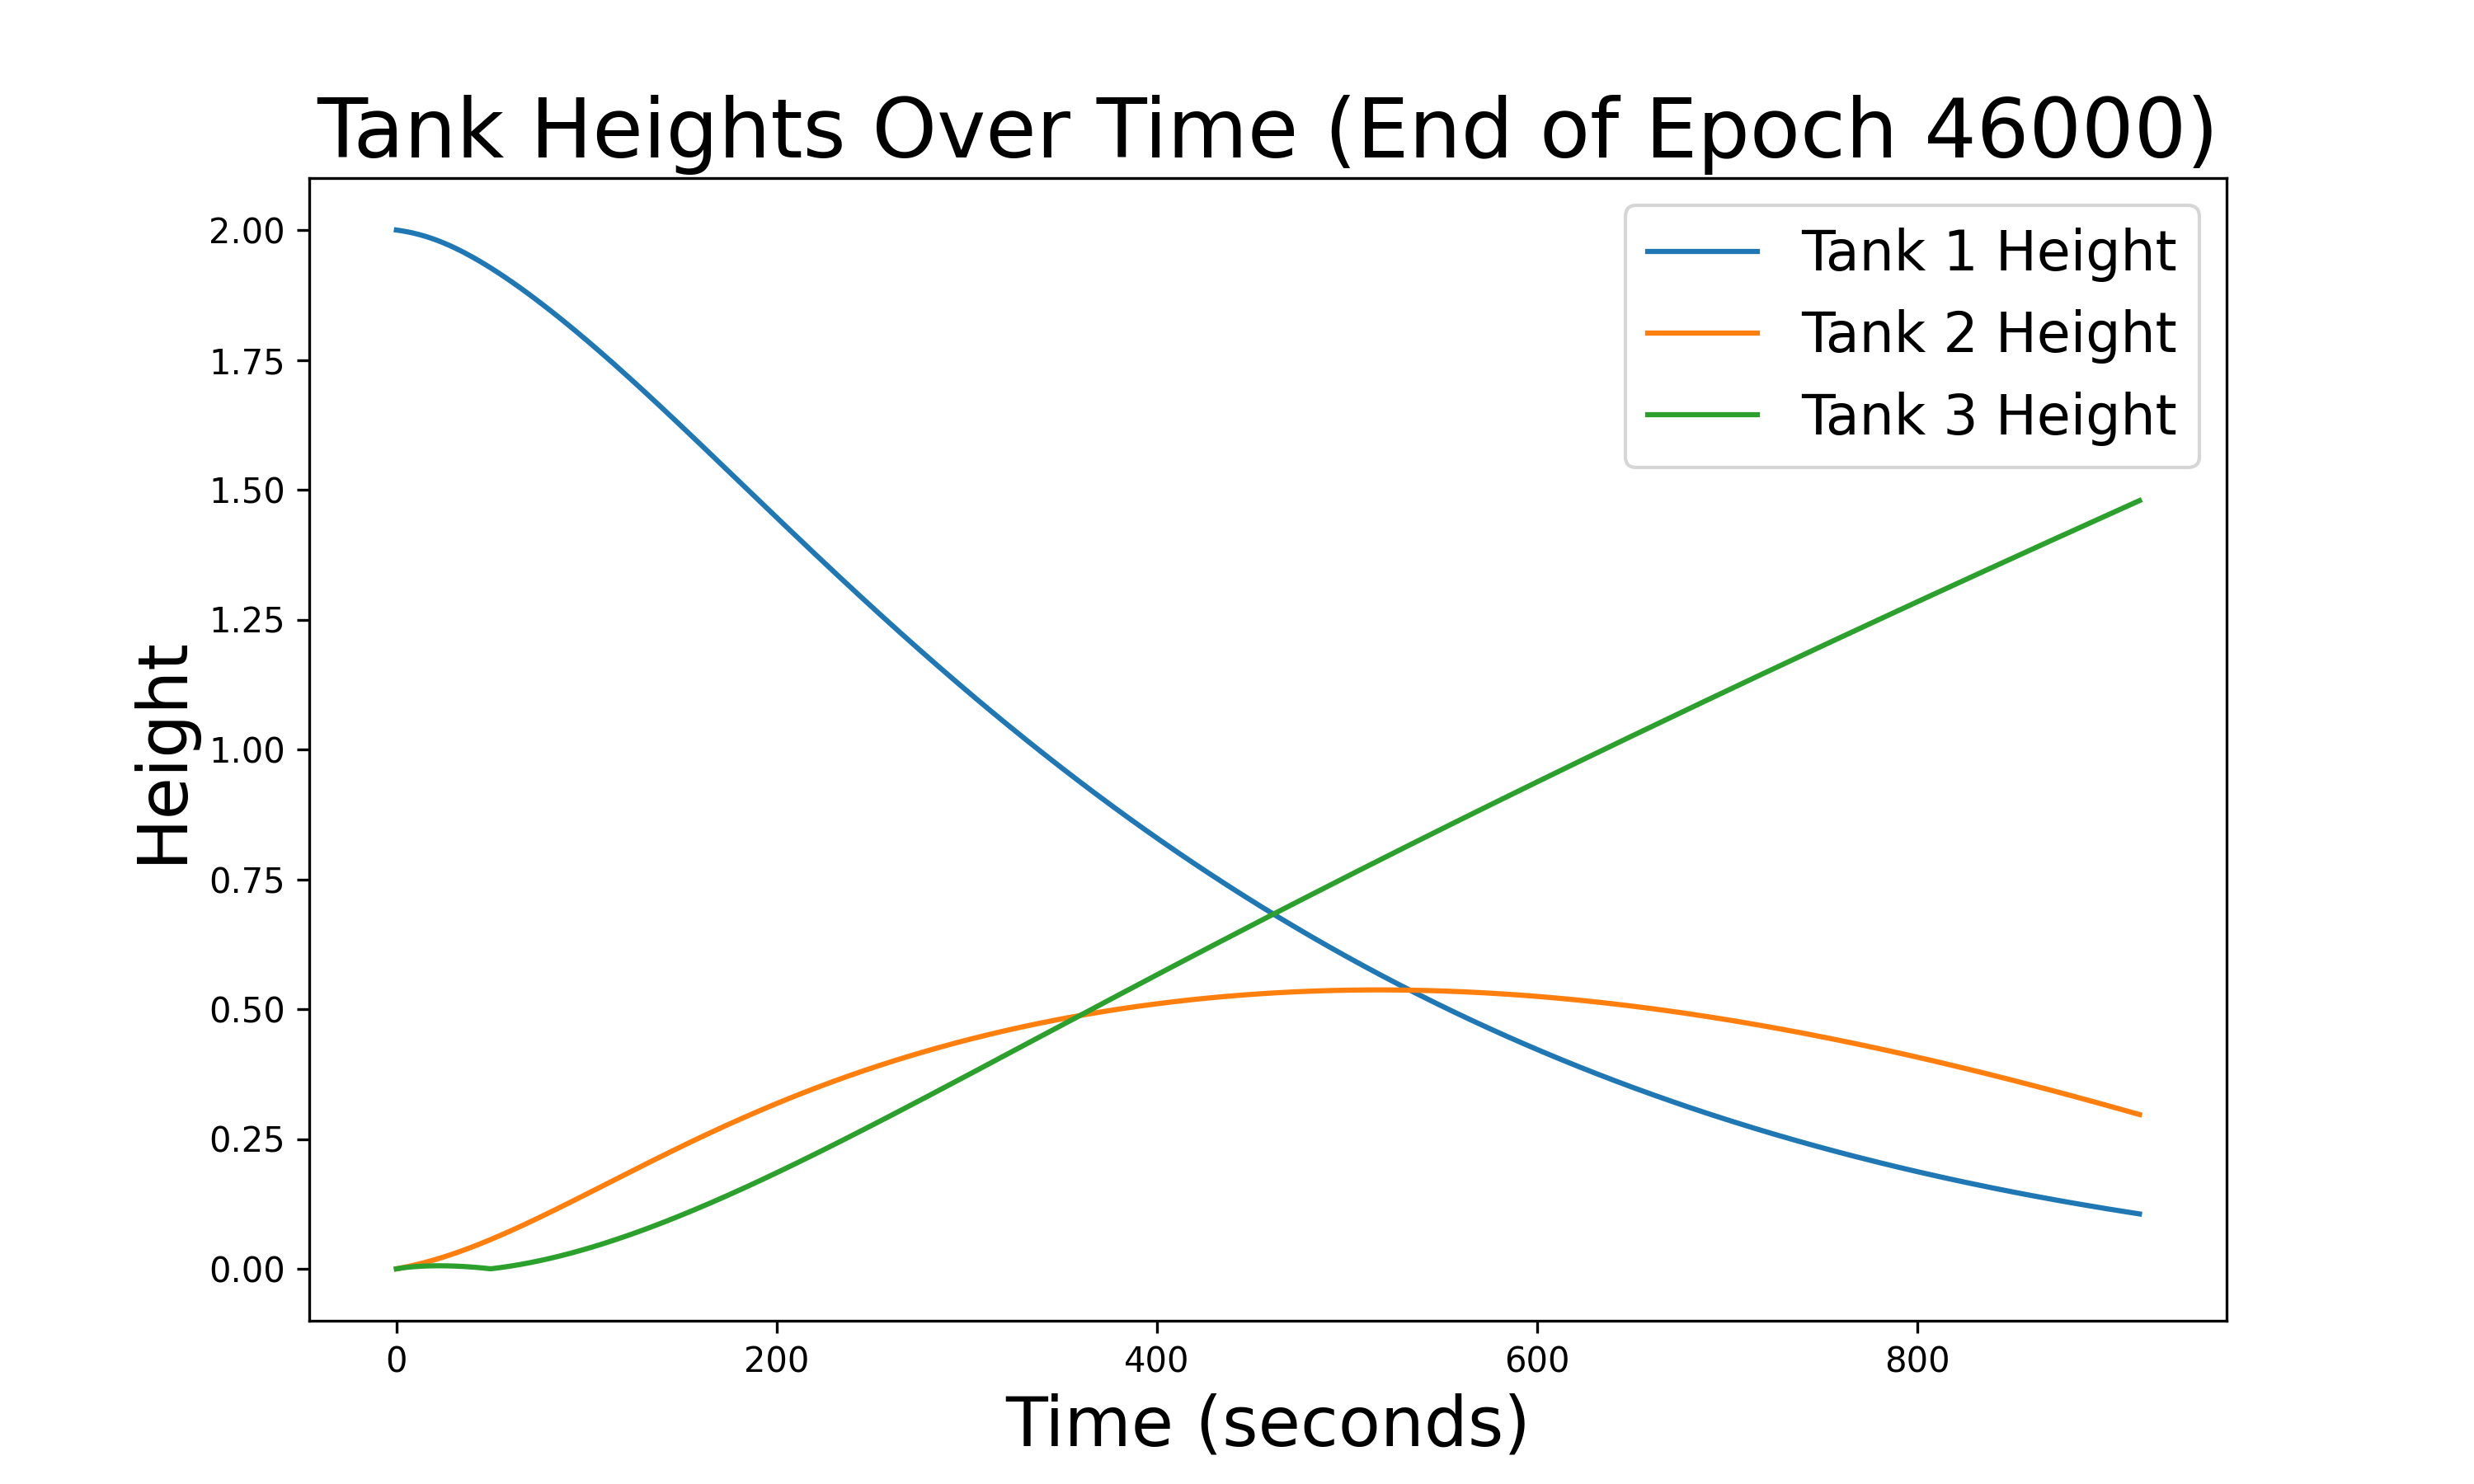 Tank Heights Over Time (End of Epoch 46000)
Tank 1 Height
Tank 2 Height
Tank 3 Height
Height
2.00
1.75
1.50
1.25
1.00
0.75
0.50
0.25
0.00
0 200 400 600 800
Time (seconds)